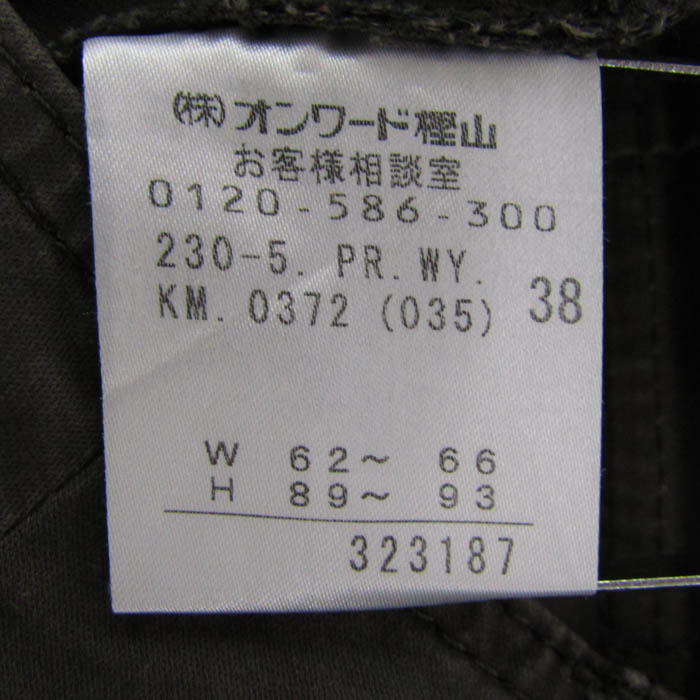 (株)オンワード樫山
お客様相談室
0120-586-300
230-5. PR. WY.
KM. 0372 (035) 38
W 62～ 66
H 89～ 93
323187